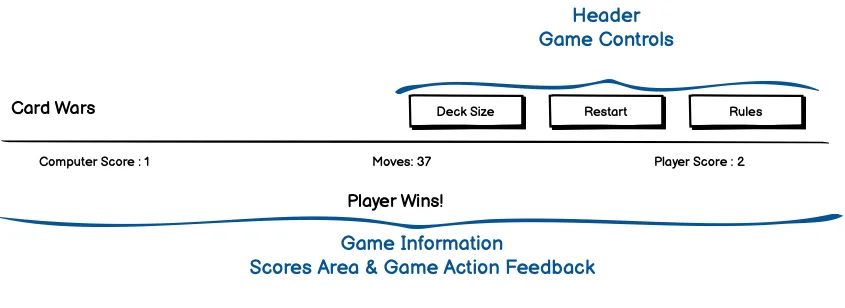 Header
Game Controls
Card Wars
Deck Size
Restart
Rules
Computer Score : 1
Moves: 37
Player Score : 2
Player Wins!
Game Information
Scores Area & Game Action Feedback